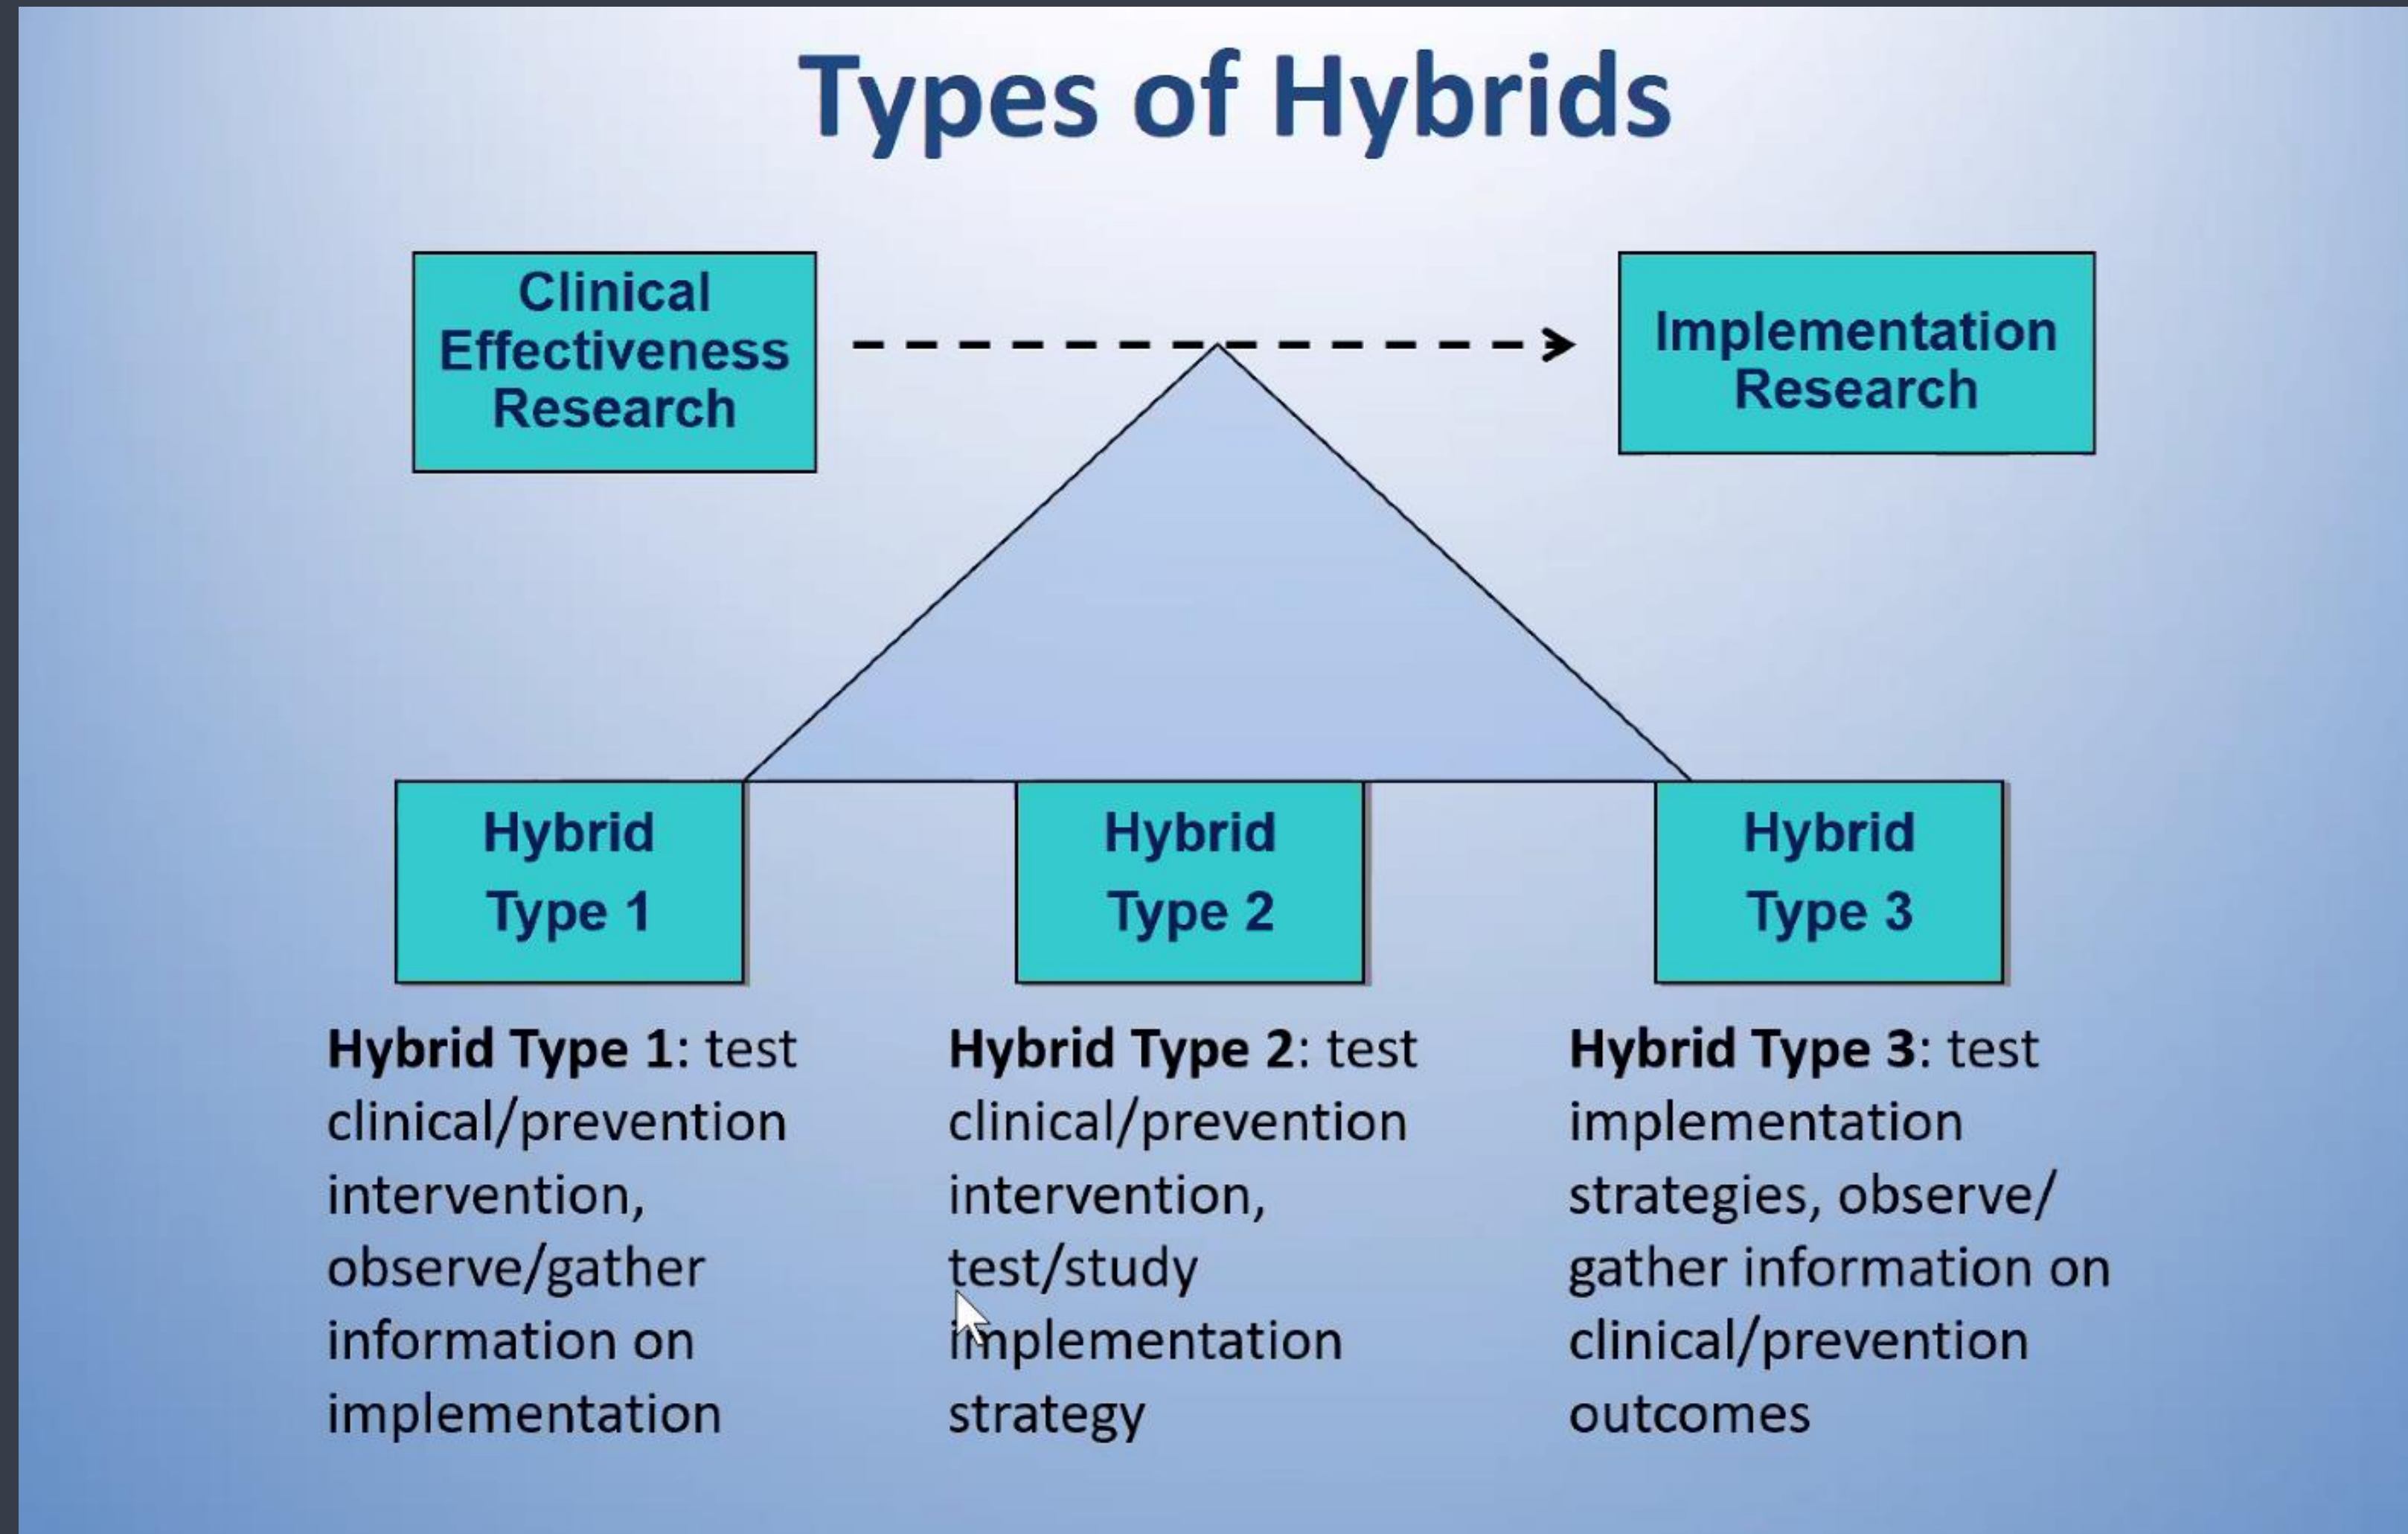 Types of Hybrids
Clinical
Effectiveness
Research
Implementation
Research
Hybrid
Type 1
Hybrid
Type 2
Hybrid
Type 3
Hybrid Type 1: test
clinical/prevention
intervention,
observe/gather
information on
implementation
Hybrid Type 2: test
clinical/prevention
intervention,
test/study
implementation
strategy
Hybrid Type 3: test
implementation
strategies, observe/
gather information on
clinical/prevention
outcomes